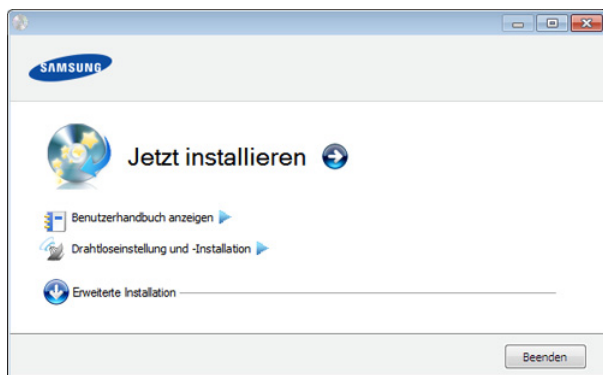 SAMSUNG
Jetzt installieren
Benutzerhandbuch anzeigen
Drahtloseinstellung und -Installation
Erweiterte Installation
Beenden